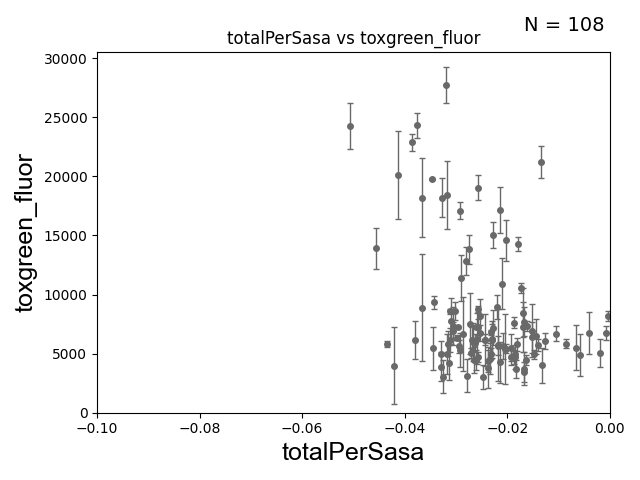 N = 108
totalPerSasa vs toxgreen_fluor
30000
25000
20000
15000
10000
5000
0
toxgreen_fluor
−0.10 −0.08 −0.06 −0.04 −0.02 0.00
totalPerSasa